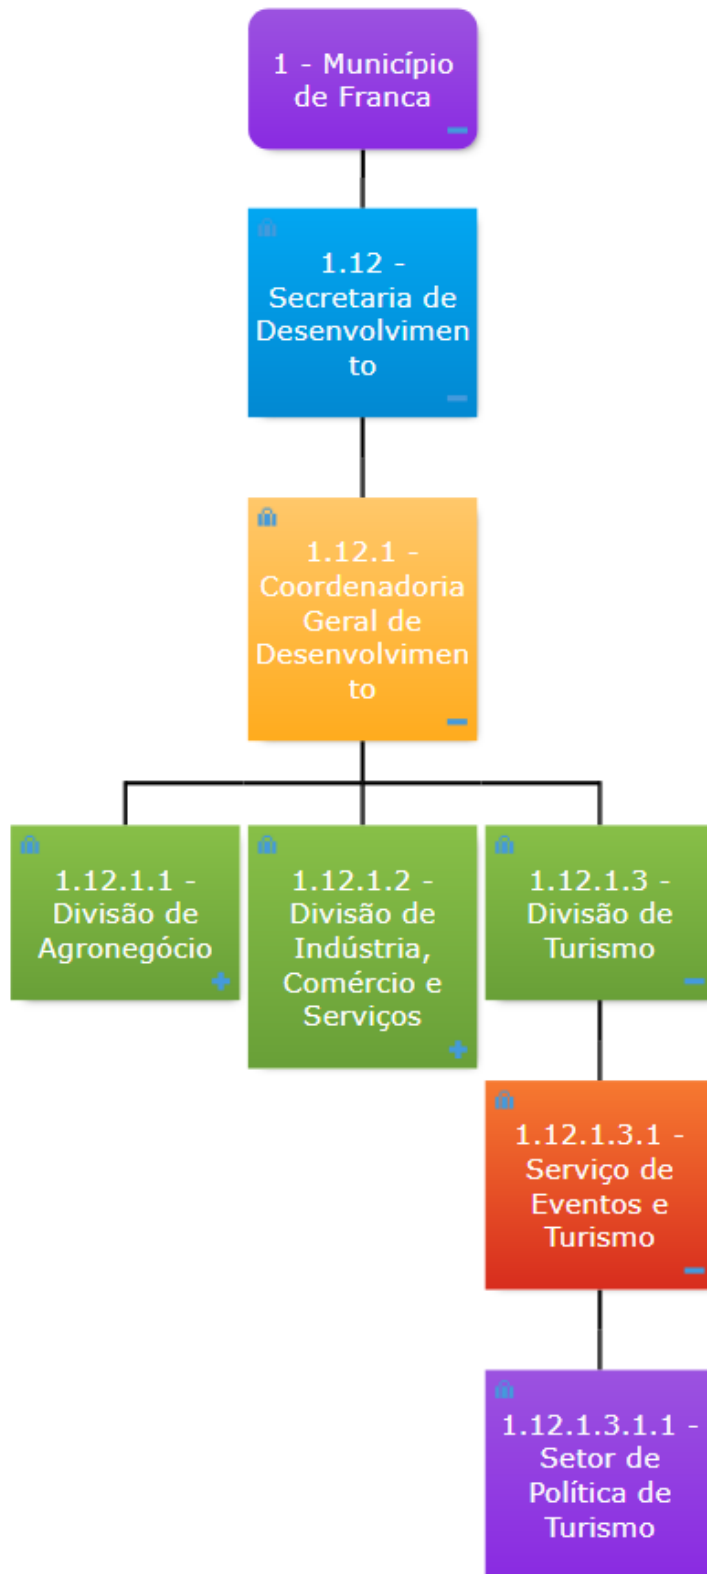 1 - Município
de Franca
1.12 -
Secretaria de
Desenvolvimen
to
1.12.1 -
Coordenadoria
Geral de
Desenvolvimen
to
1.12.1.1 -
Divisão de
Agronegócio
1.12.1.2 -
Divisão de
Indústria,
Comércio e
Serviços
1.12.1.3 -
Divisão de
Turismo
1.12.1.3.1 -
Serviço de
Eventos e
Turismo
1.12.1.3.1.1 -
Setor de
Política de
Turismo